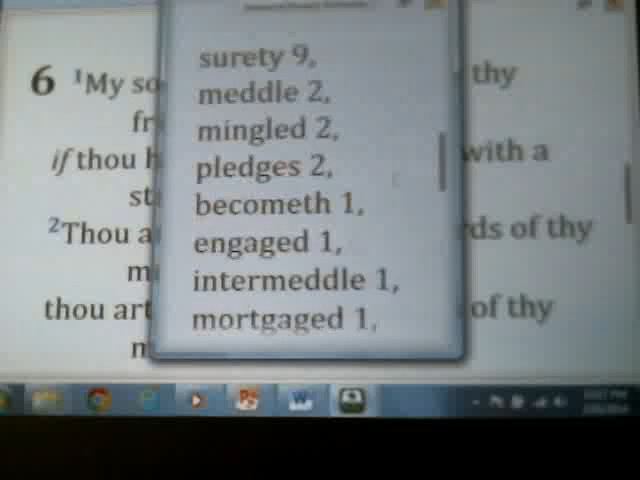 surety 9,
meddle 2,
mingled 2,
pledges 2,
becometh 1,
engaged 1,
intermeddle 1,
mortgaged 1,
6 1My so thy
fr
if thou h with a
st
2Thou a ds of thy
m
thou art of thy
m